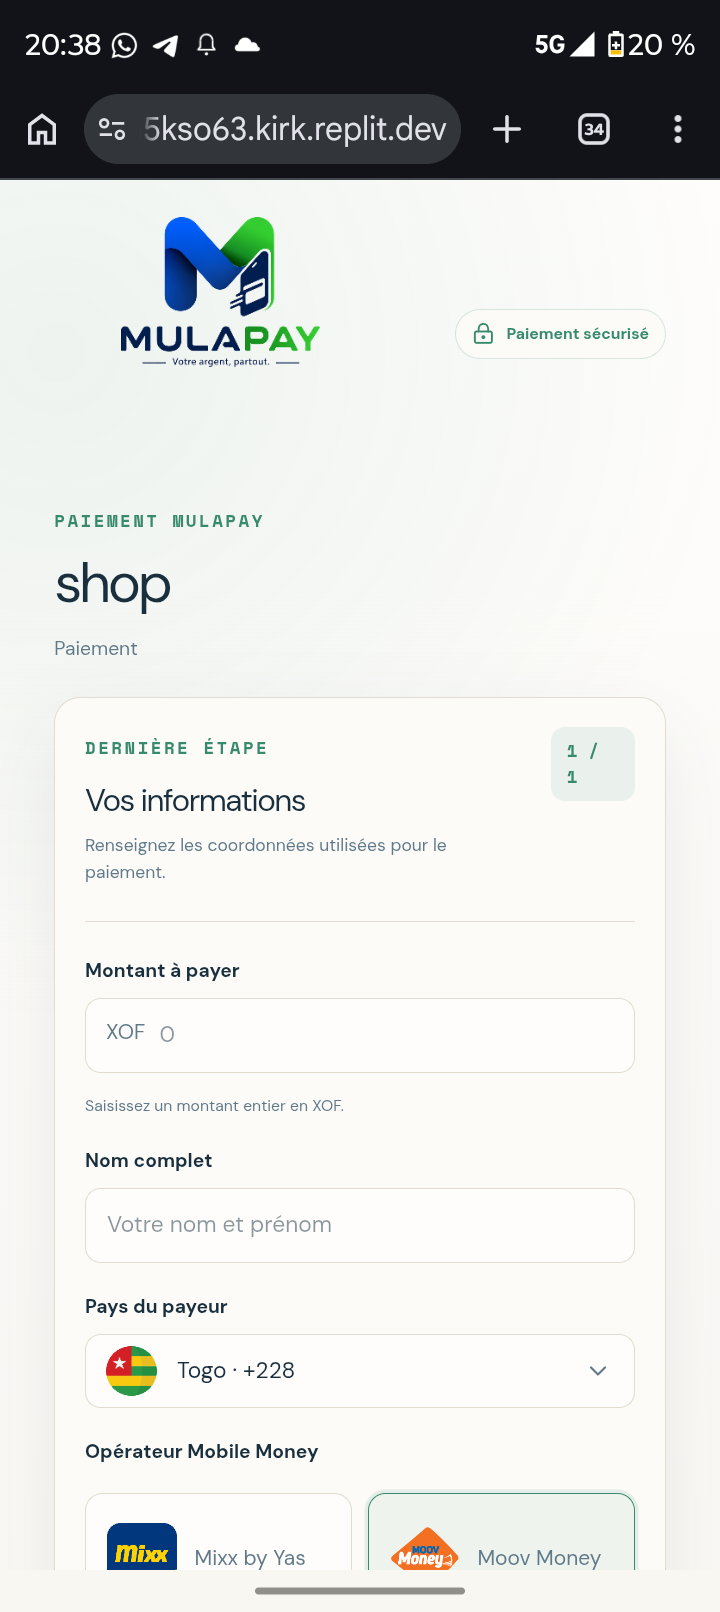 20:38
5G
20 %
5kso63.kirk.replit.dev
34
MULAPAY
Votre argent, partout.
Paiement sécurisé
PAIEMENT MULAPAY
shop
Paiement
DERNIÈRE ÉTAPE
1 /
1
Vos informations
Renseignez les coordonnées utilisées pour le
paiement.
Montant à payer
XOF 0
Saisissez un montant entier en XOF.
Nom complet
Votre nom et prénom
Pays du payeur
Togo · +228
Opérateur Mobile Money
Mixx
Mixx by Yas
MOOV
Money
Moov Money